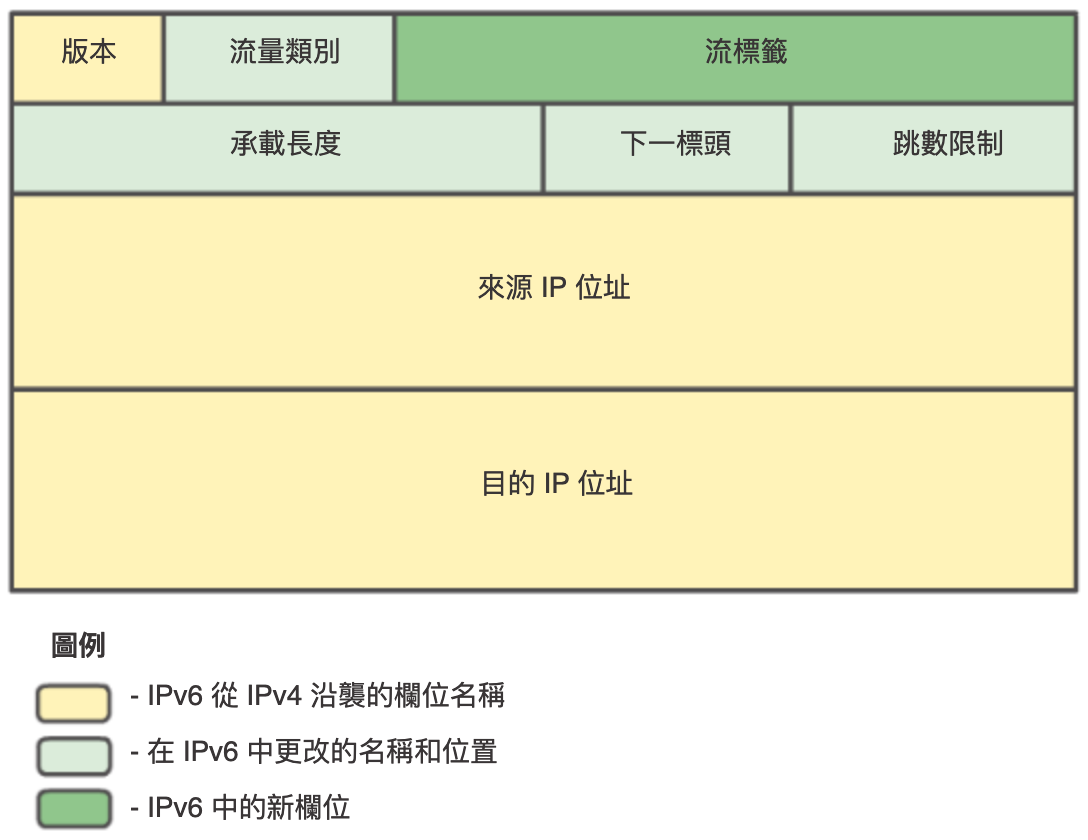 版本 流量類別 流標籤
承載長度 下一標頭 跳數限制
來源 IP 位址
目的 IP 位址
圖例
- IPv6 從 IPv4 沿襲的欄位名稱
- 在 IPv6 中更改的名稱和位置
- IPv6 中的新欄位